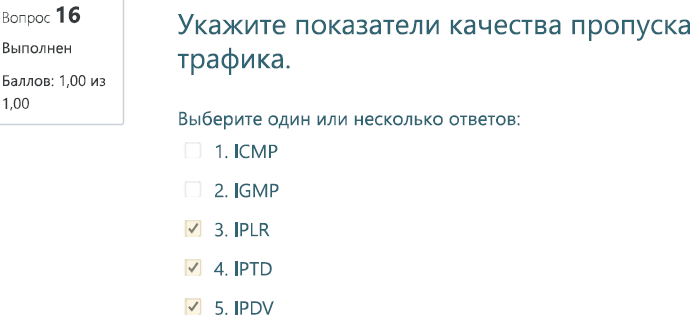 Вопрос 16
Выполнен
Баллов: 1,00 из
1,00
Укажите показатели качества пропуска
трафика.
Выберите один или несколько ответов:
1. ICMP
2. IGMP
3. IPLR
4. IPTD
5. IPDV